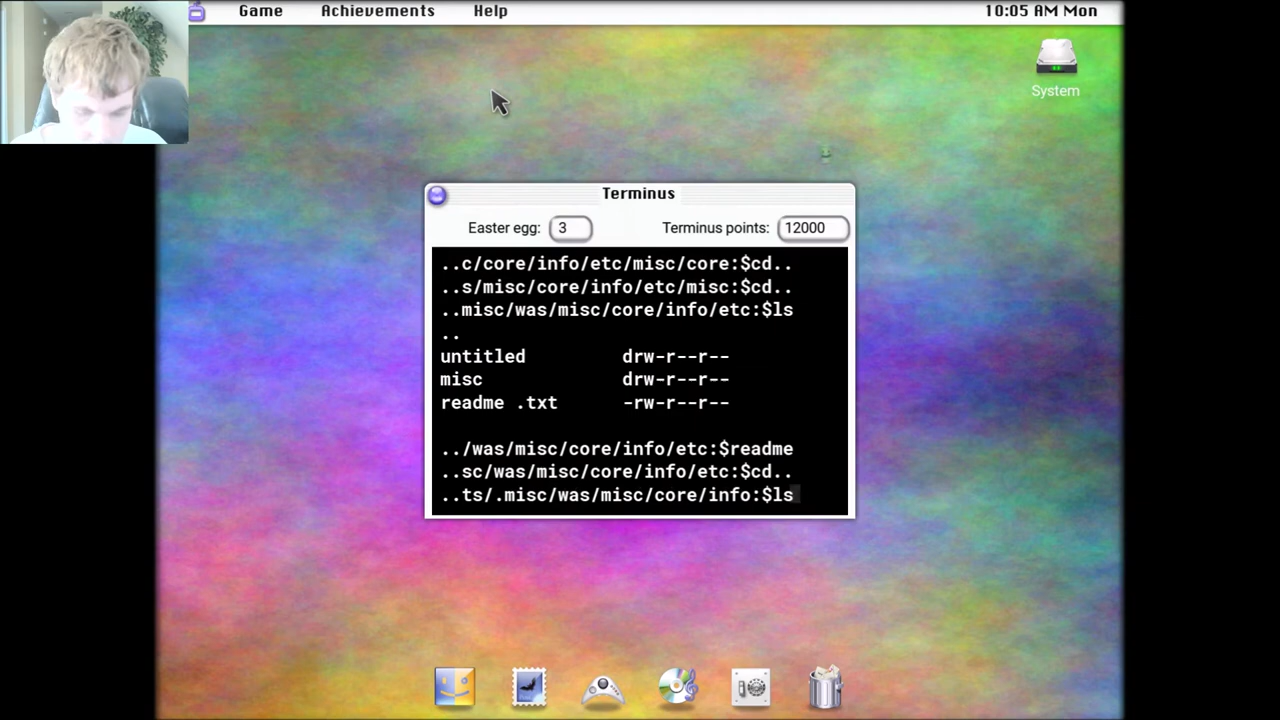 Game Achievements Help 10:05 AM Mon
System
Terminus
Easter egg: 3 Terminus points: 12000
..c/core/info/etc/misc/core:$cd..
..s/misc/core/info/etc/misc:$cd..
..misc/was/misc/core/info/etc:$ls
..
untitled drw-r--r--
misc drw-r--r--
readme .txt -rw-r--r--
../was/misc/core/info/etc:$readme
..sc/was/misc/core/info/etc:$cd..
..ts/.misc/was/misc/core/info:$ls